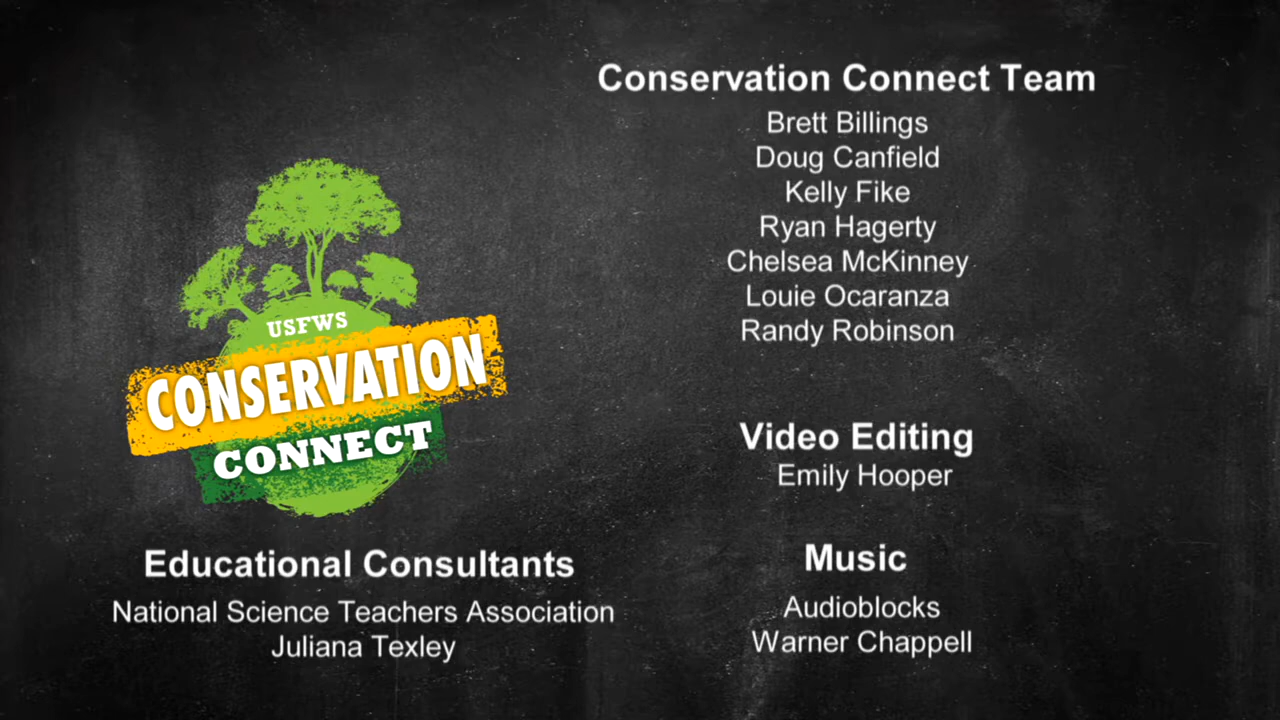 USFWS
CONSERVATION
CONNECT
Educational Consultants
National Science Teachers Association
Juliana Texley
Conservation Connect Team
Brett Billings
Doug Canfield
Kelly Fike
Ryan Hagerty
Chelsea McKinney
Louie Ocaranza
Randy Robinson
Video Editing
Emily Hooper
Music
Audioblocks
Warner Chappell